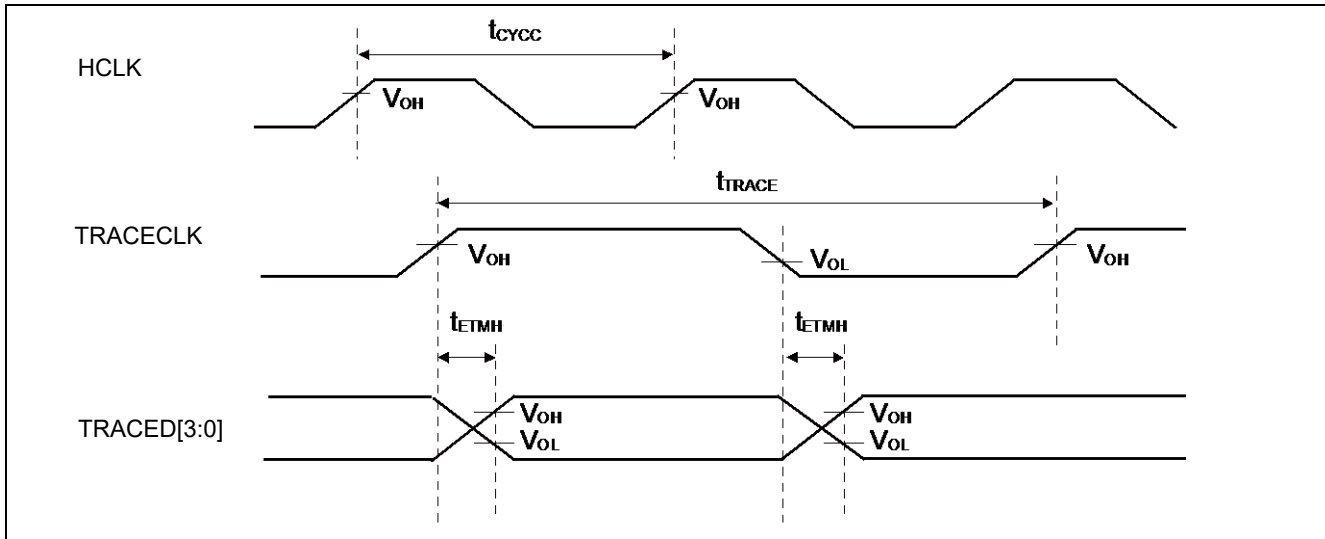 tCYCC
HCLK
VOH VOH
tTRACE
TRACECLK
VOH VOL VOH
tETMH tETMH
TRACED[3:0]
VOH VOH
VOL VOL